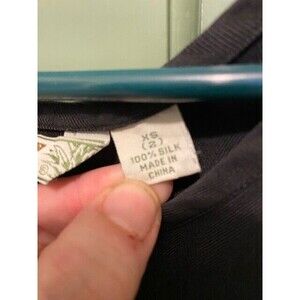 XS
(2)
100% SILK
MADE IN
CHINA